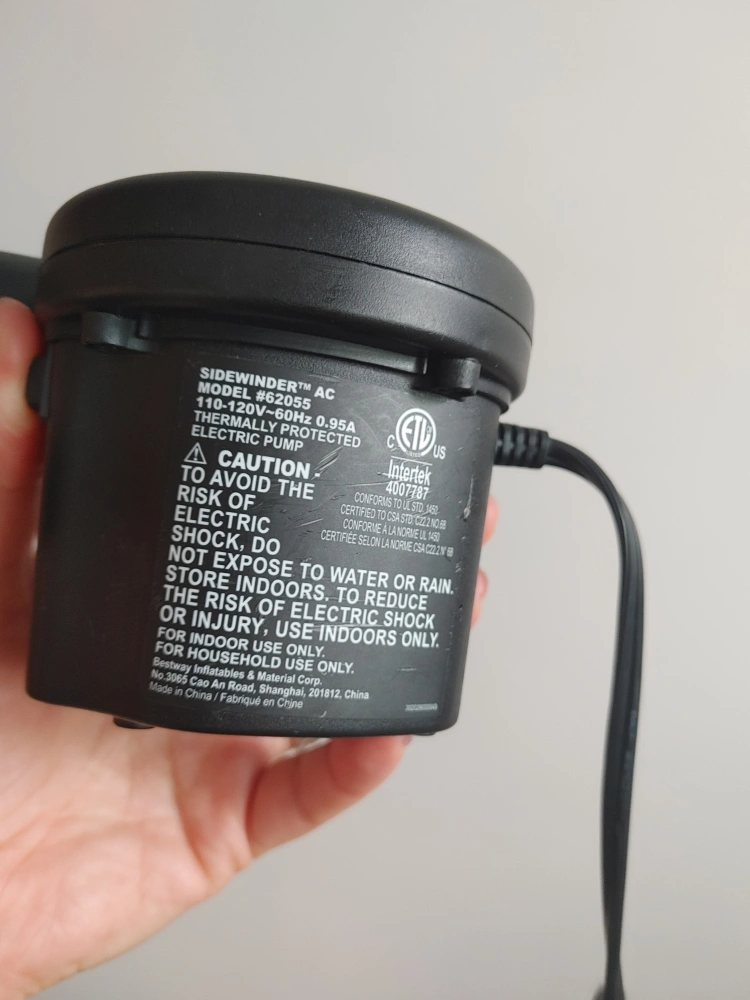 SIDEWINDER™ AC
MODEL #62055
110-120V~60Hz 0.95A
THERMALLY PROTECTED
ELECTRIC PUMP
⚠ CAUTION -
TO AVOID THE
RISK OF
ELECTRIC
SHOCK, DO
NOT EXPOSE TO WATER OR RAIN.
STORE INDOORS. TO REDUCE
THE RISK OF ELECTRIC SHOCK
OR INJURY, USE INDOORS ONLY.
FOR INDOOR USE ONLY.
FOR HOUSEHOLD USE ONLY.
Bestway Inflatables & Material Corp.
No.3065 Cao An Road, Shanghai, 201812, China
Made in China / Fabriqué en Chine
C ETL US
Intertek
4007787
CONFORMS TO UL STD. 1450
CERTIFIED TO CSA STD. C22.2 NO.68
CONFORME À LA NORME UL 1450
CERTIFIÉE SELON LA NORME CSA C22.2 N° 68